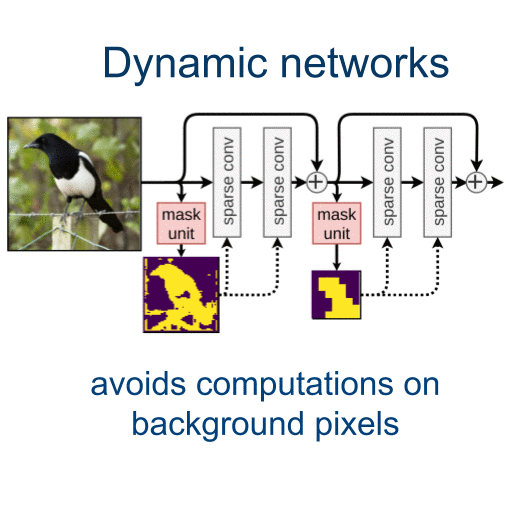 Dynamic networks
sparse conv
sparse conv
sparse conv
sparse conv
mask
unit
mask
unit
avoids computations on
background pixels